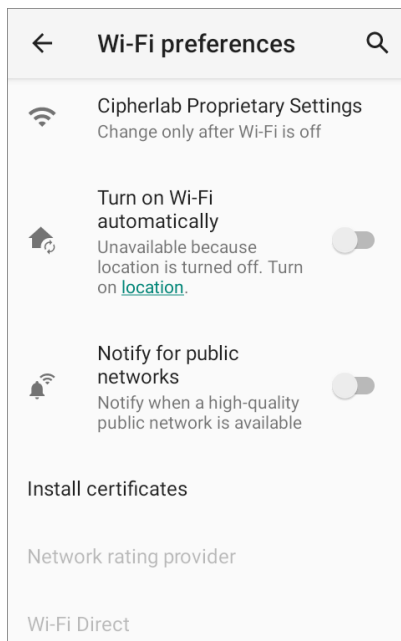 Wi-Fi preferences
Cipherlab Proprietary Settings
Change only after Wi-Fi is off
Turn on Wi-Fi
automatically
Unavailable because
location is turned off. Turn
on location.
Notify for public
networks
Notify when a high-quality
public network is available
Install certificates
Network rating provider
Wi-Fi Direct